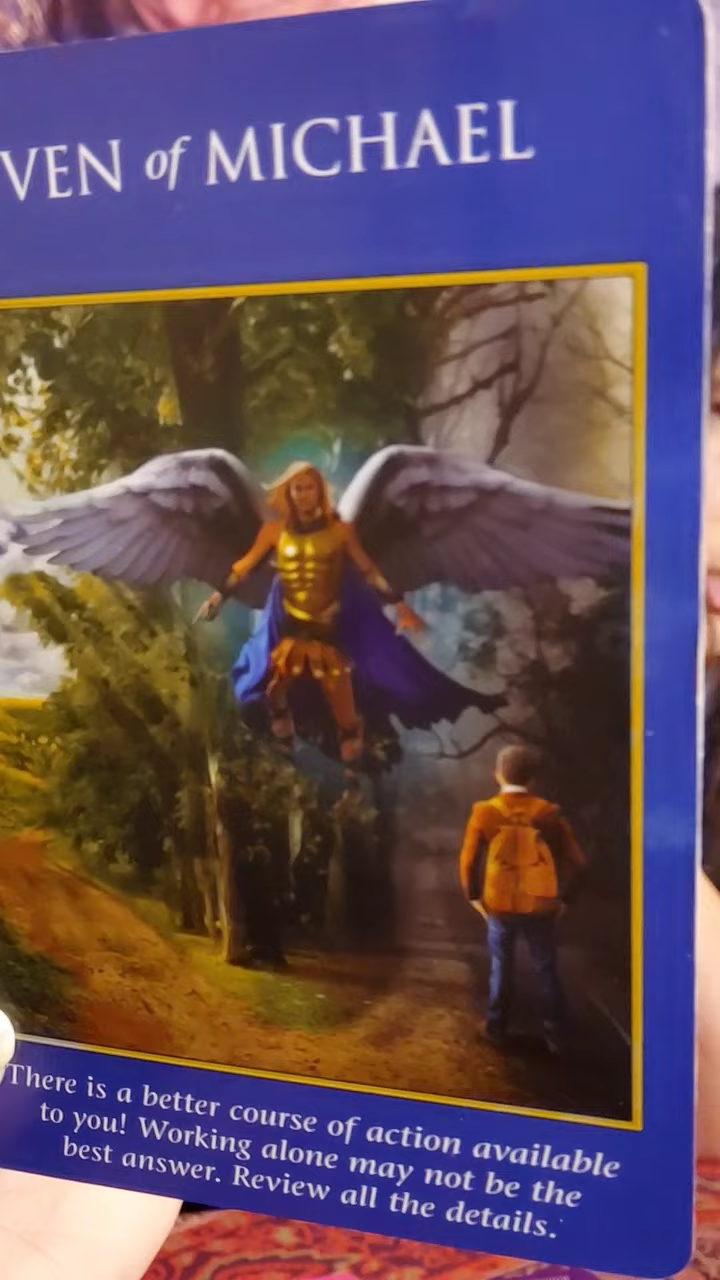 VEN of MICHAEL
There is a better course of action available
to you! Working alone may not be the
best answer. Review all the details.